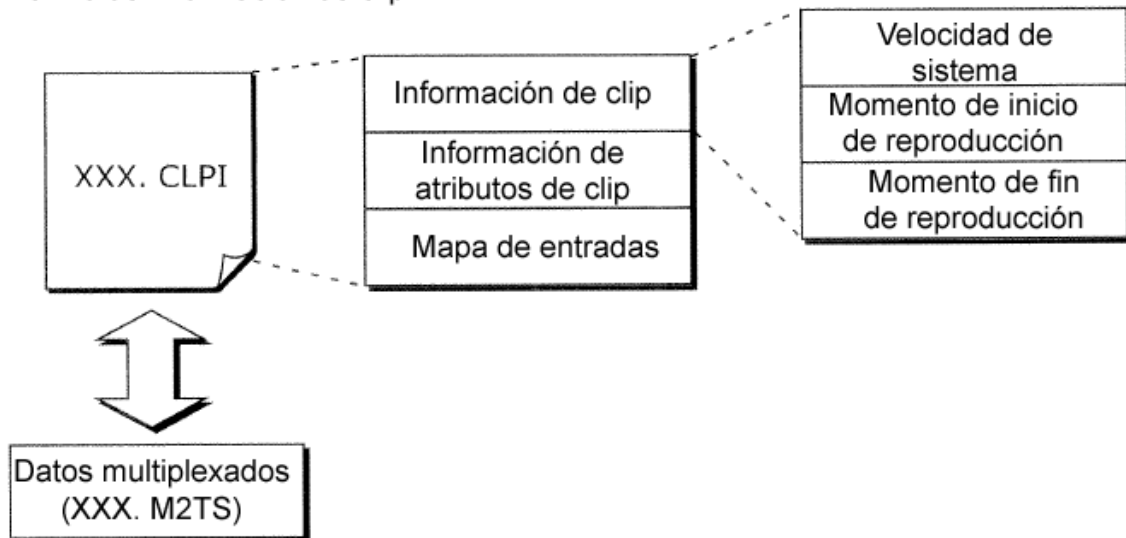 XXX. CLPI
Información de clip
Información de
atributos de clip
Mapa de entradas
Velocidad de
sistema
Momento de inicio
de reproducción
Momento de fin
de reproducción
Datos multiplexados
(XXX. M2TS)